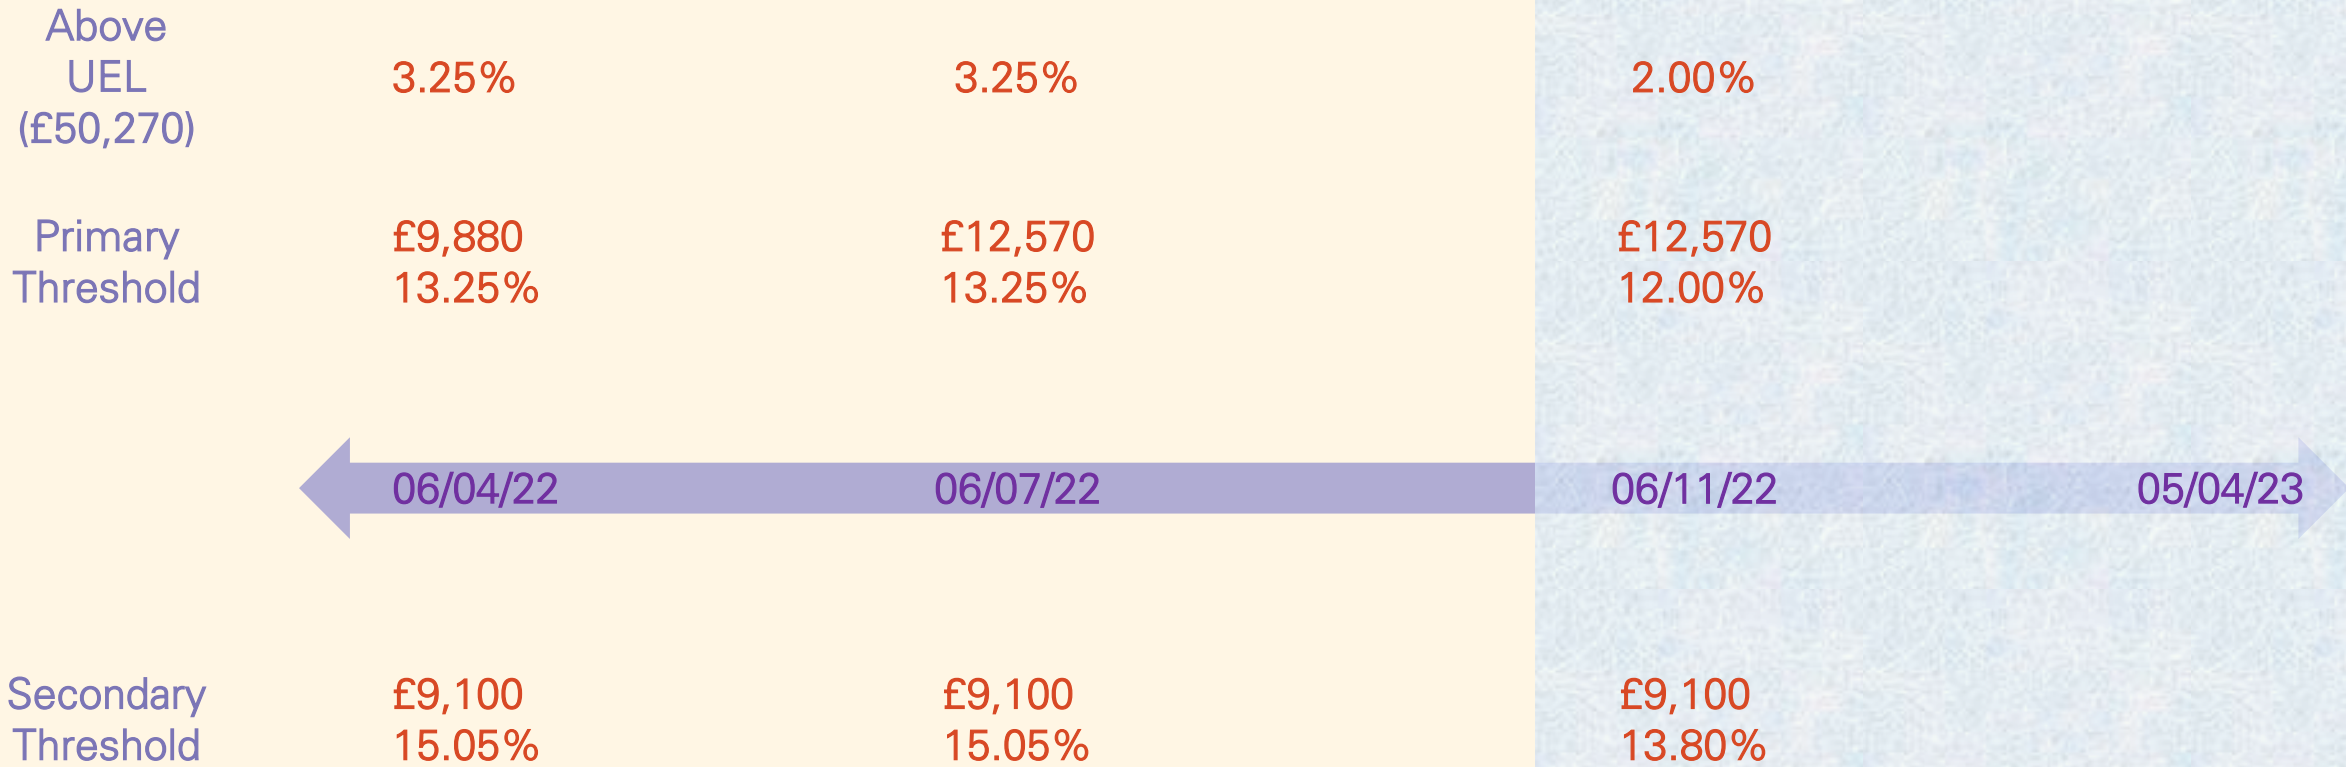 Above
UEL 3.25% 3.25% 2.00%
(£50,270)
Primary £9,880 £12,570 £12,570
Threshold 13.25% 13.25% 12.00%
06/04/22 06/07/22 06/11/22 05/04/23
Secondary £9,100 £9,100 £9,100
Threshold 15.05% 15.05% 13.80%